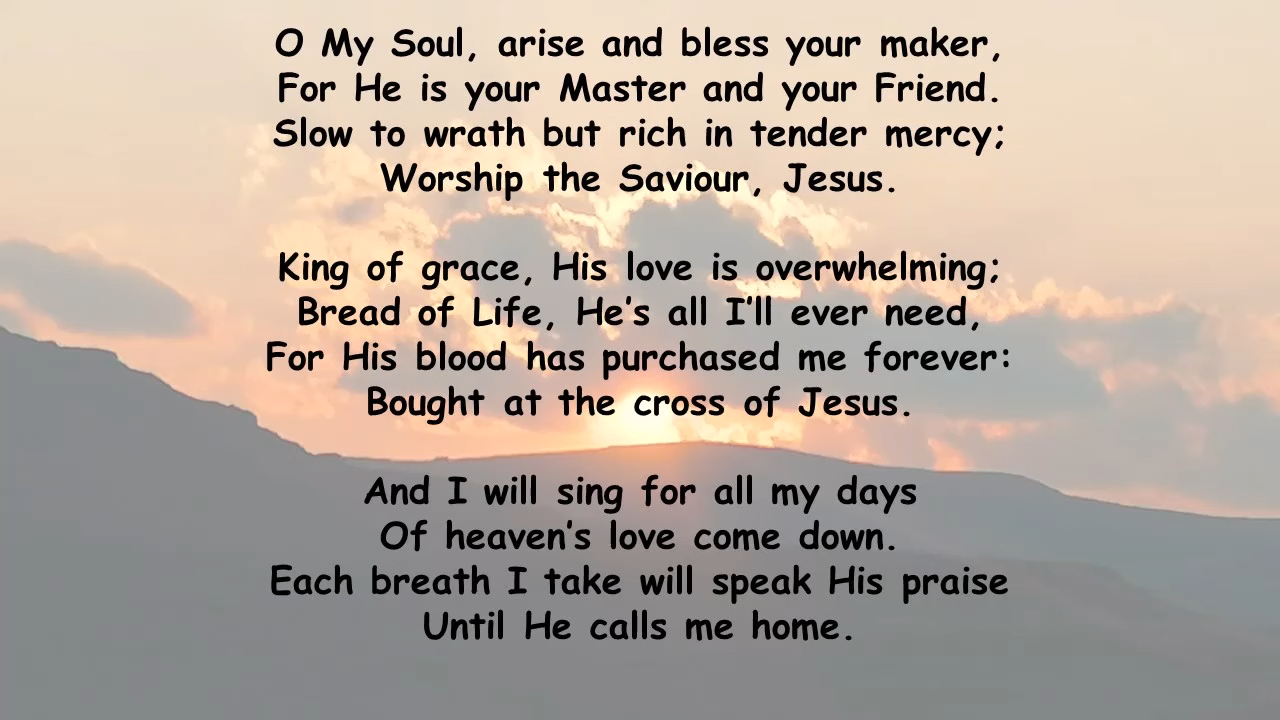 O My Soul, arise and bless your maker,
For He is your Master and your Friend.
Slow to wrath but rich in tender mercy;
Worship the Saviour, Jesus.
King of grace, His love is overwhelming;
Bread of Life, He's all I'll ever need,
For His blood has purchased me forever:
Bought at the cross of Jesus.
And I will sing for all my days
Of heaven's love come down.
Each breath I take will speak His praise
Until He calls me home.